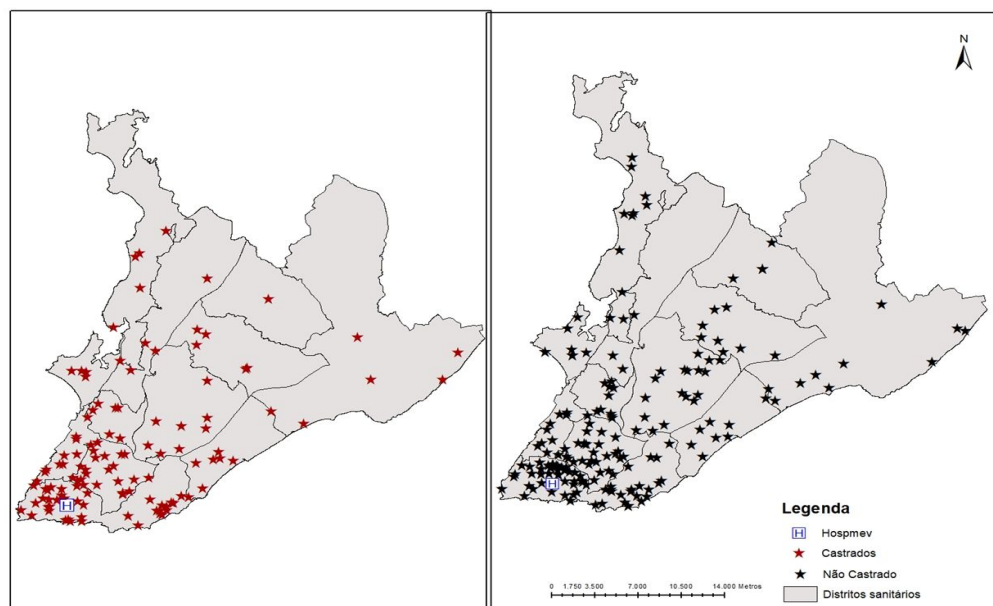 N
H
H
Legenda
H Hospmev
Castrados
Não Castrado
Distritos sanitários
0 1.750 3.500 7.000 10.500 14.000 Metros